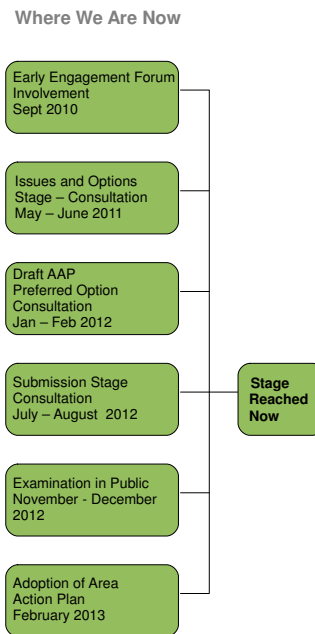 Where We Are Now
Early Engagement Forum
Involvement
Sept 2010
Issues and Options
Stage – Consultation
May – June 2011
Draft AAP
Preferred Option
Consultation
Jan – Feb 2012
Submission Stage
Consultation
July – August 2012
Stage
Reached
Now
Examination in Public
November - December
2012
Adoption of Area
Action Plan
February 2013